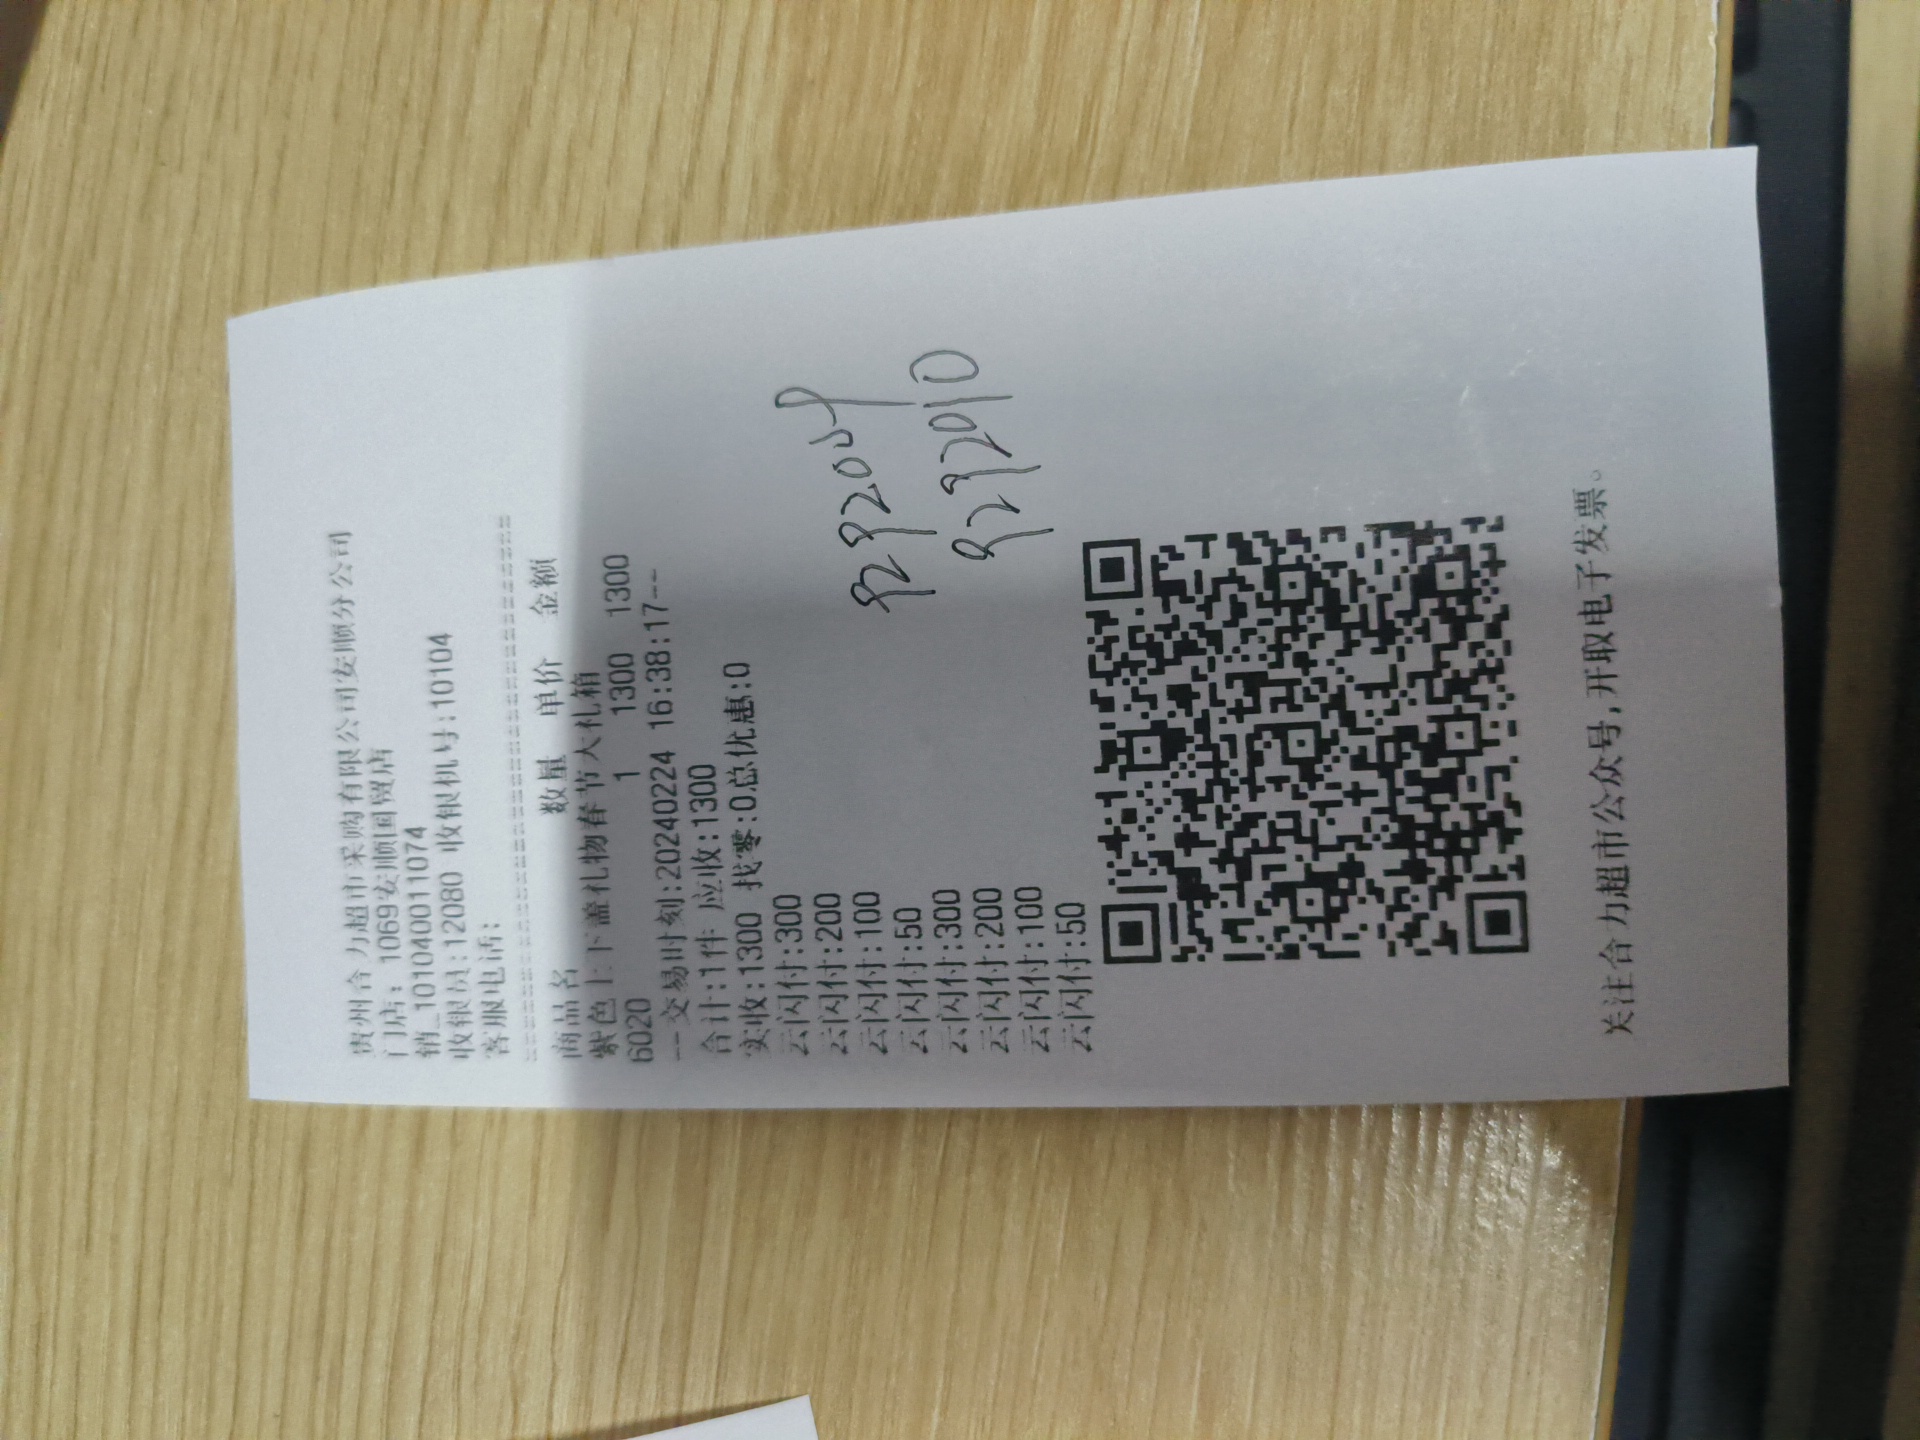 贵州合力超市采购有限公司安顺分公司
门店: 1069安顺国贸店
销_101040011074
收银员:12080 收银机号:10104
客服电话:
商品名 数量 单价 金额
紫色上下盖礼物春节大礼箱
6020 1 1300 1300
--交易时刻:20240224 16:38:17--
合计:1件 应收:1300
实收:1300 找零:0总优惠:0
云闪付:300
云闪付:200
云闪付:100
云闪付:50
云闪付:300
云闪付:200
云闪付:100
云闪付:50
关注合力超市公众号,开取电子发票。